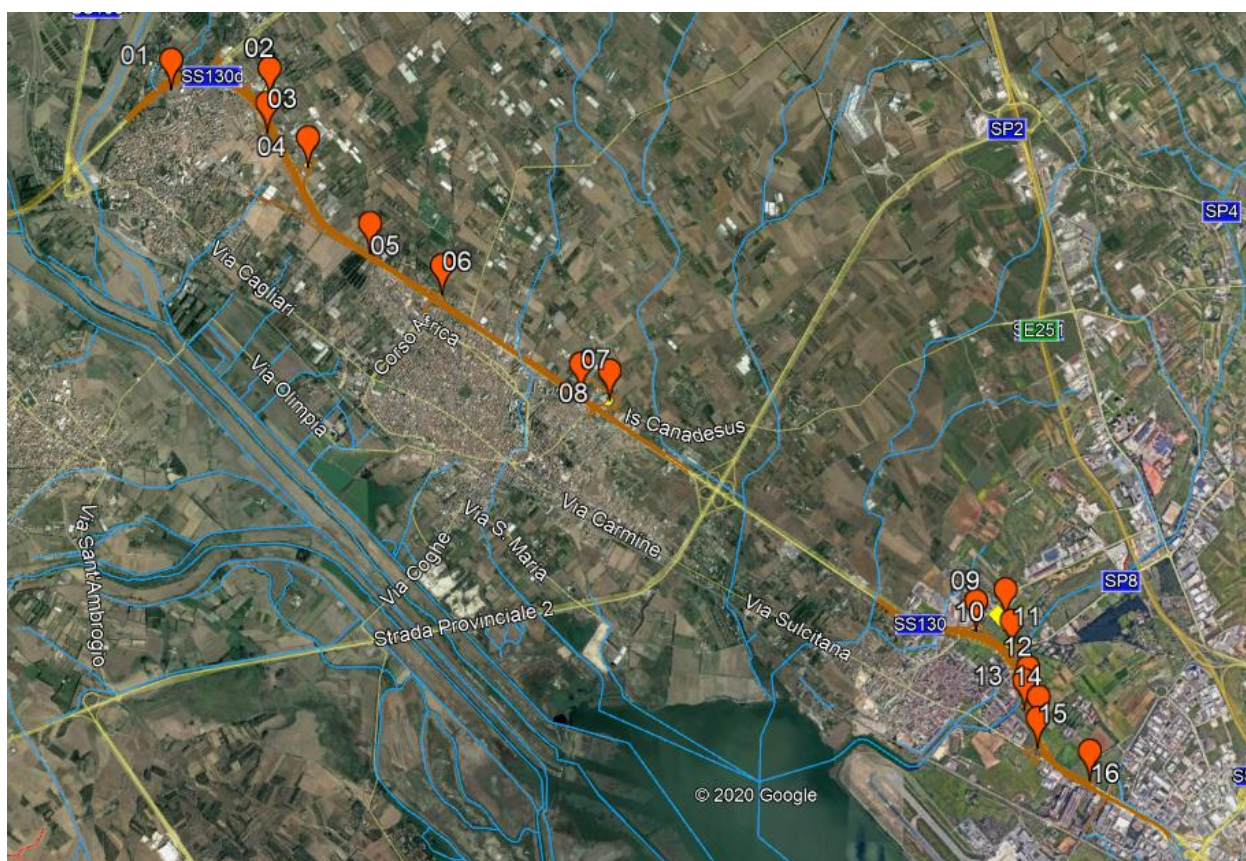 01.
02
SS130d
03
04
SP2
SP4
05
06
Via Cagliari
Corso Africa
E25
Via Olimpia
07
08
Is Canadesus
Via Sant'Ambrogio
Via Coghe
Via S. Maria
Via Carmine
Strada Provinciale 2
Via Sulcitana
SP8
09
10
11
SS130
12
13
14
15
16
© 2020 Google